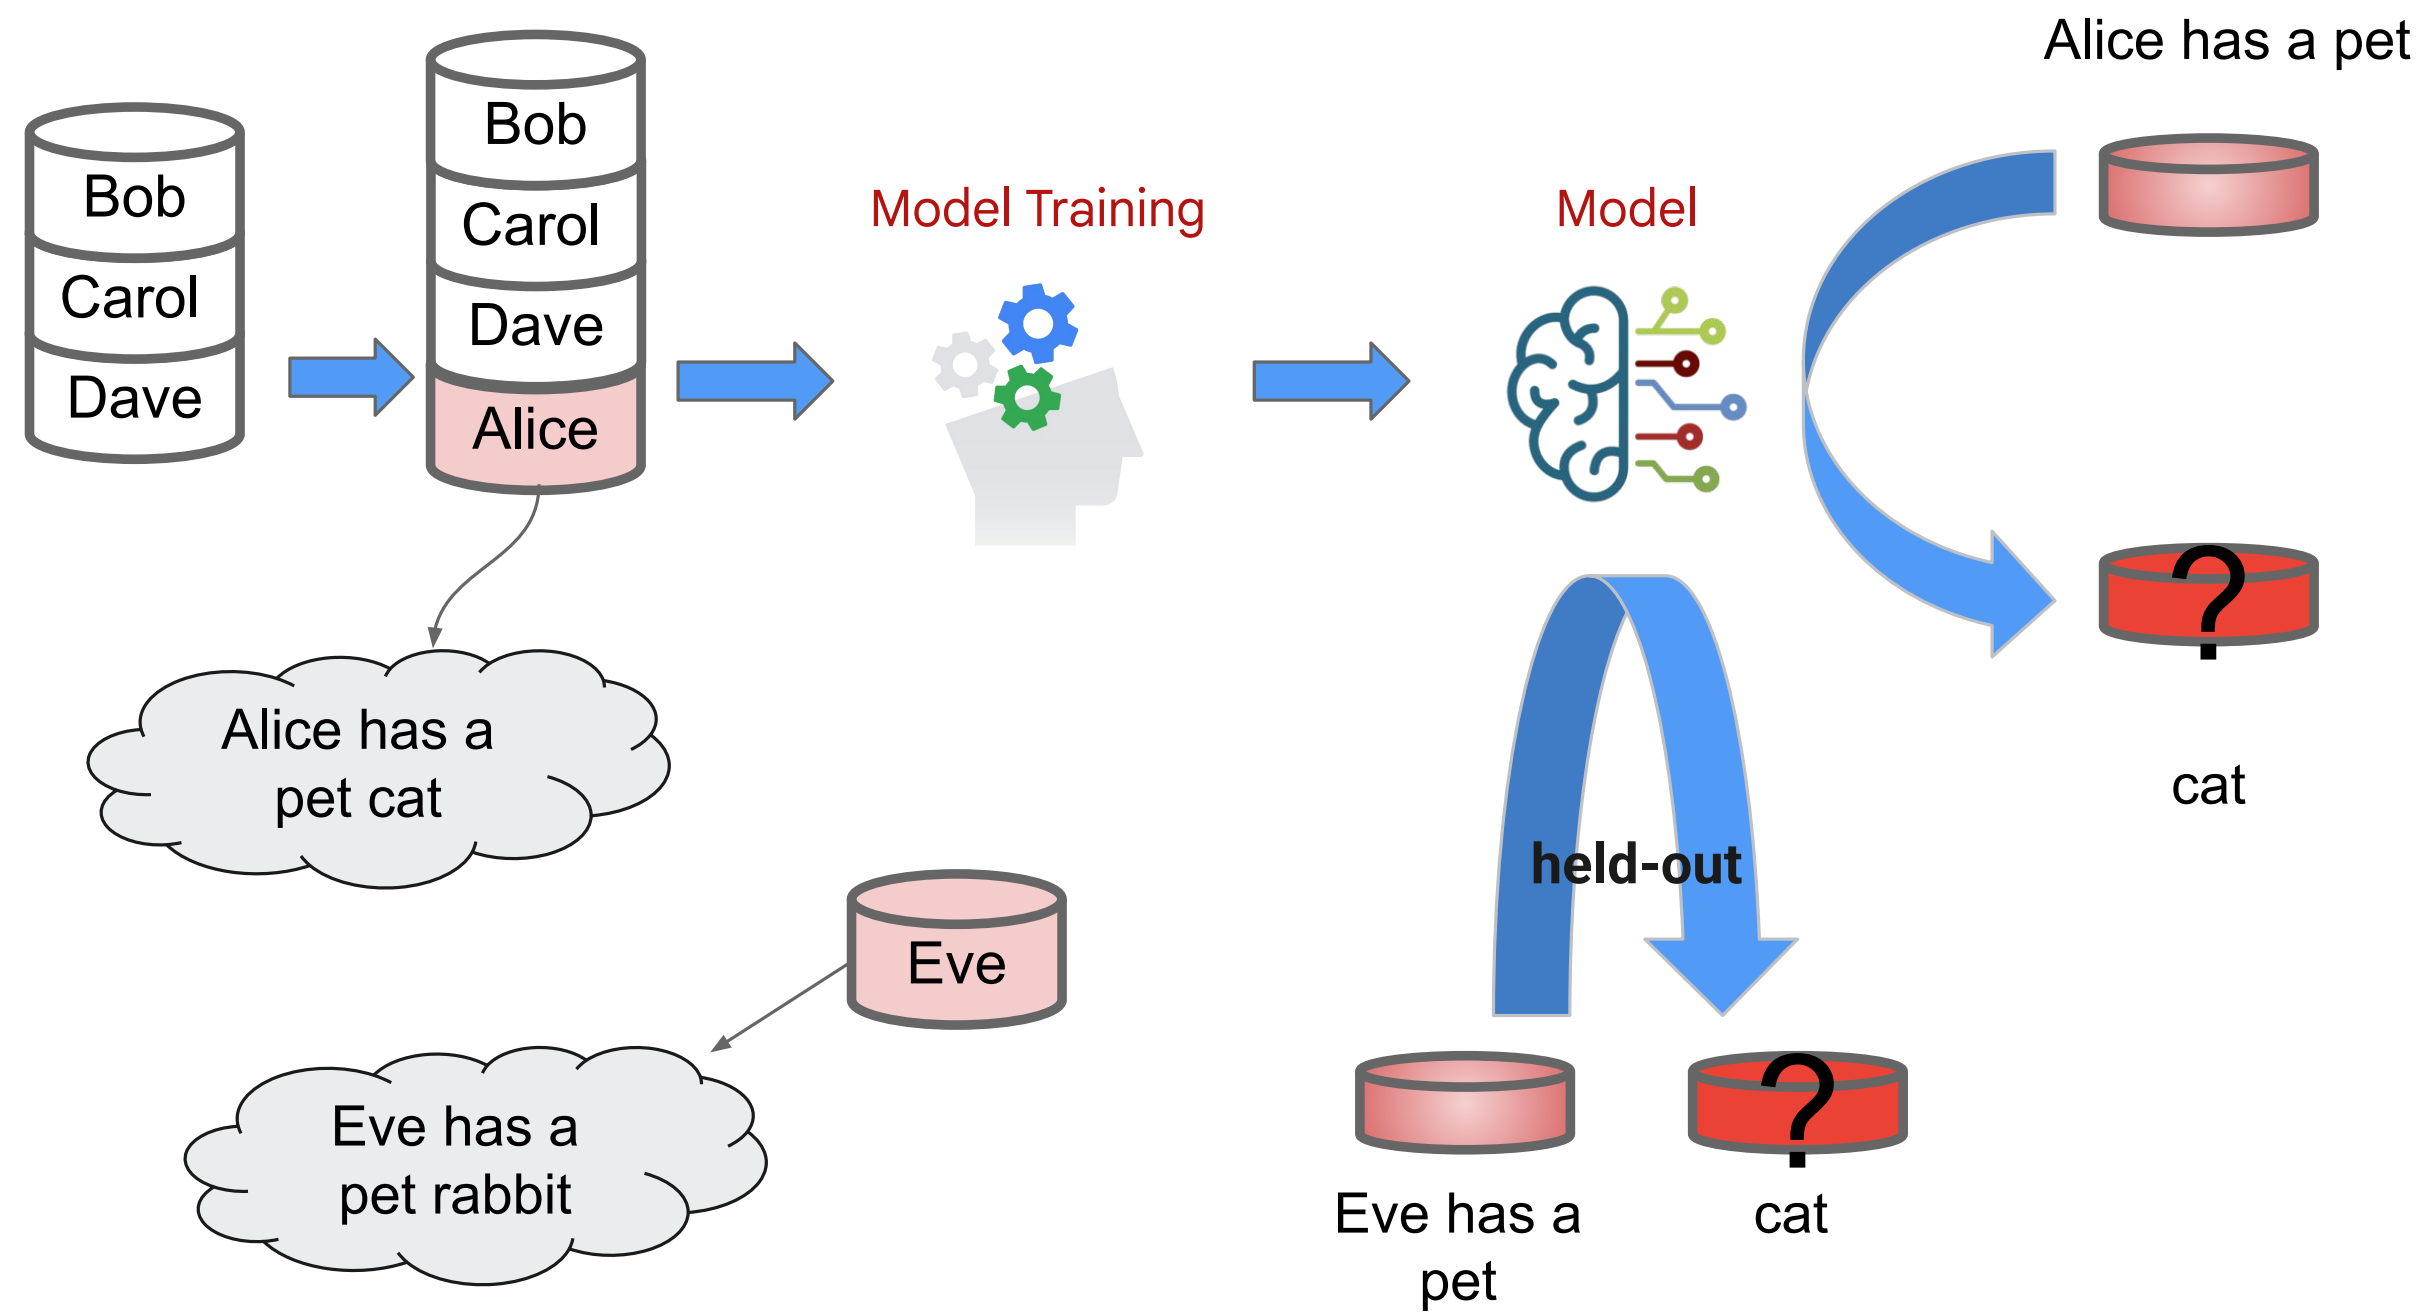 Bob
Carol
Dave
Bob
Carol
Dave
Alice
Model Training
Model
Alice has a pet
?
cat
Alice has a
pet cat
Eve
Eve has a
pet rabbit
held-out
Eve has a
pet
?
cat